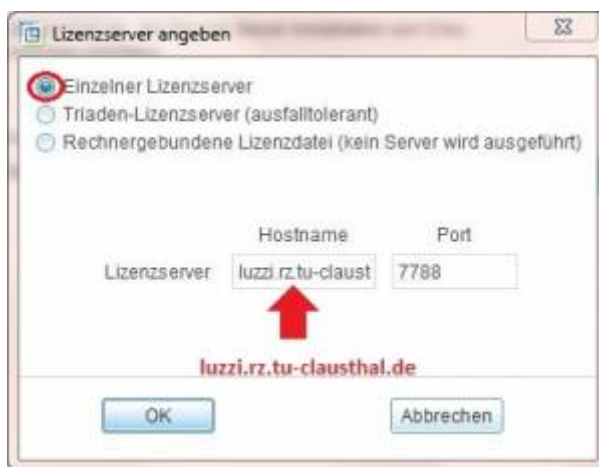 Lizenzserver angeben
Einzelner Lizenzserver
Triaden-Lizenzserver (ausfalltolerant)
Rechnergebundene Lizenzdatei (kein Server wird ausgeführt)
Hostname Port
Lizenzserver luzzi.rz.tu-claust 7788
luzzi.rz.tu-clausthal.de
OK Abbrechen